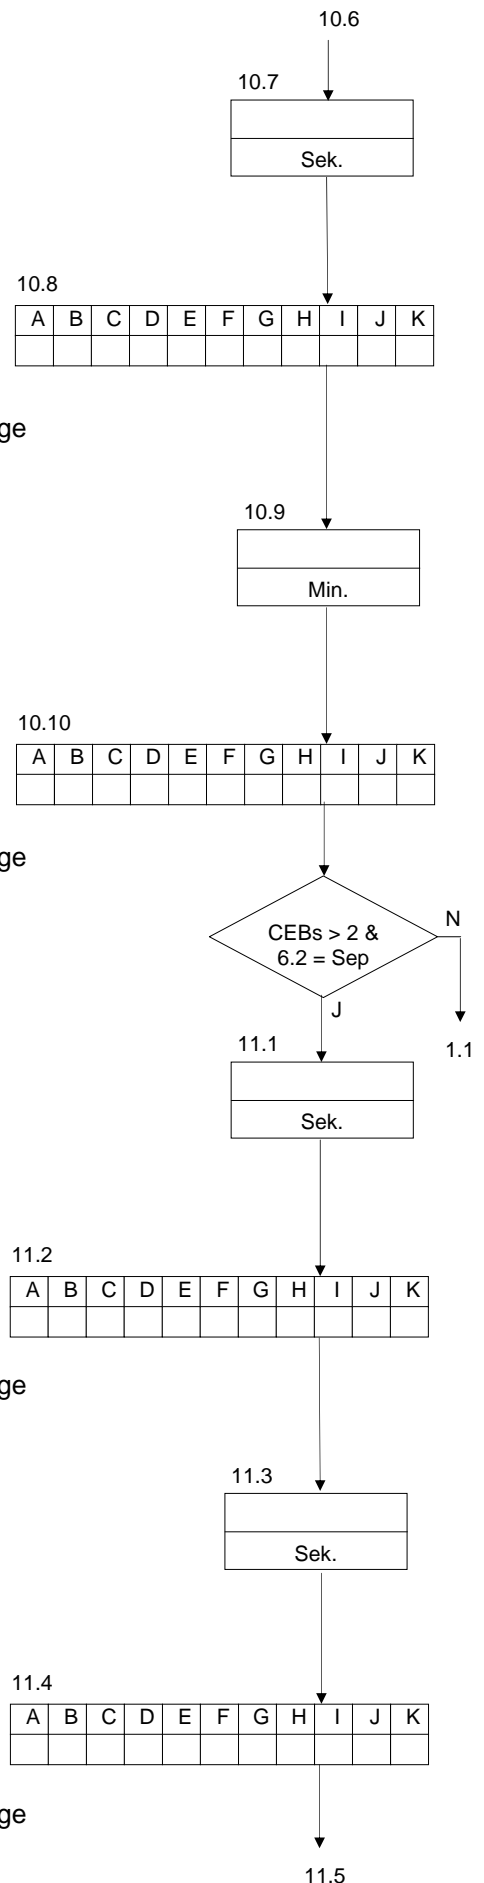 10.6
10.7
Sek.
10.8
A B C D E F G H I J K
ge
10.9
Min.
10.10
A B C D E F G H I J K
ge
CEBs > 2 &
6.2 = Sep
N
J
1.1
11.1
Sek.
11.2
A B C D E F G H I J K
ge
11.3
Sek.
11.4
A B C D E F G H I J K
ge
11.5